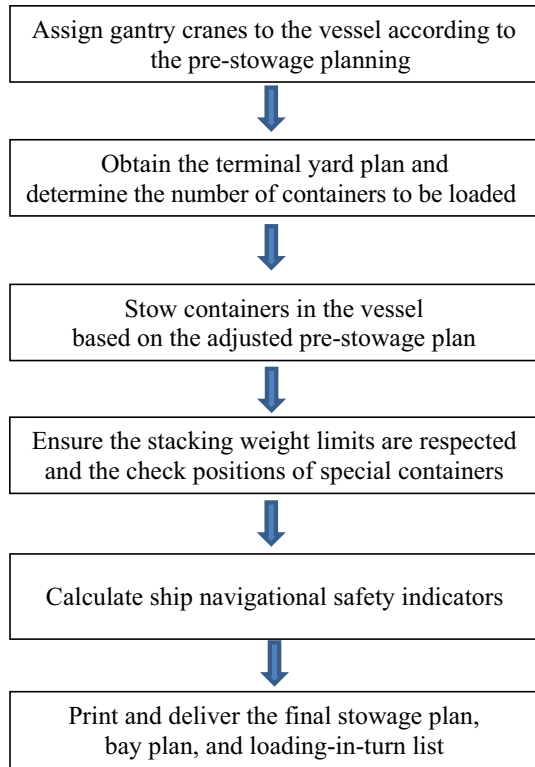 Assign gantry cranes to the vessel according to
the pre-stowage planning
Obtain the terminal yard plan and
determine the number of containers to be loaded
Stow containers in the vessel
based on the adjusted pre-stowage plan
Ensure the stacking weight limits are respected
and the check positions of special containers
Calculate ship navigational safety indicators
Print and deliver the final stowage plan,
bay plan, and loading-in-turn list